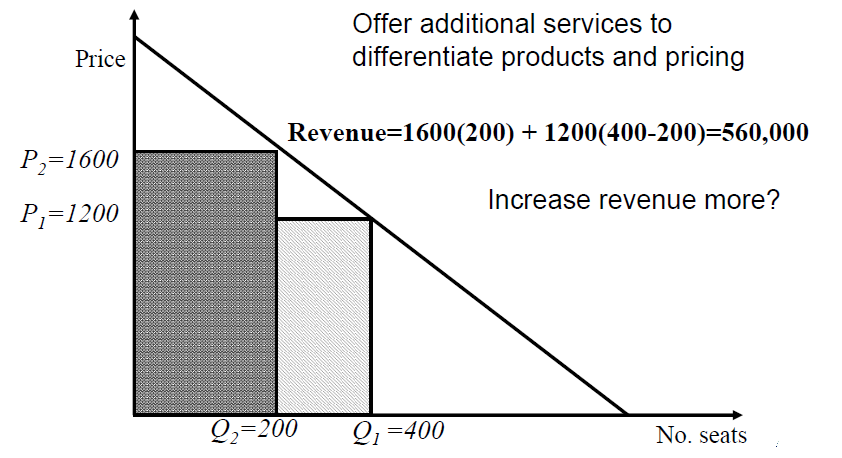 Offer additional services to
differentiate products and pricing
Price
Revenue=1600(200) + 1200(400-200)=560,000
P2=1600
Increase revenue more?
P1=1200
Q2=200
Q1 =400
No. seats